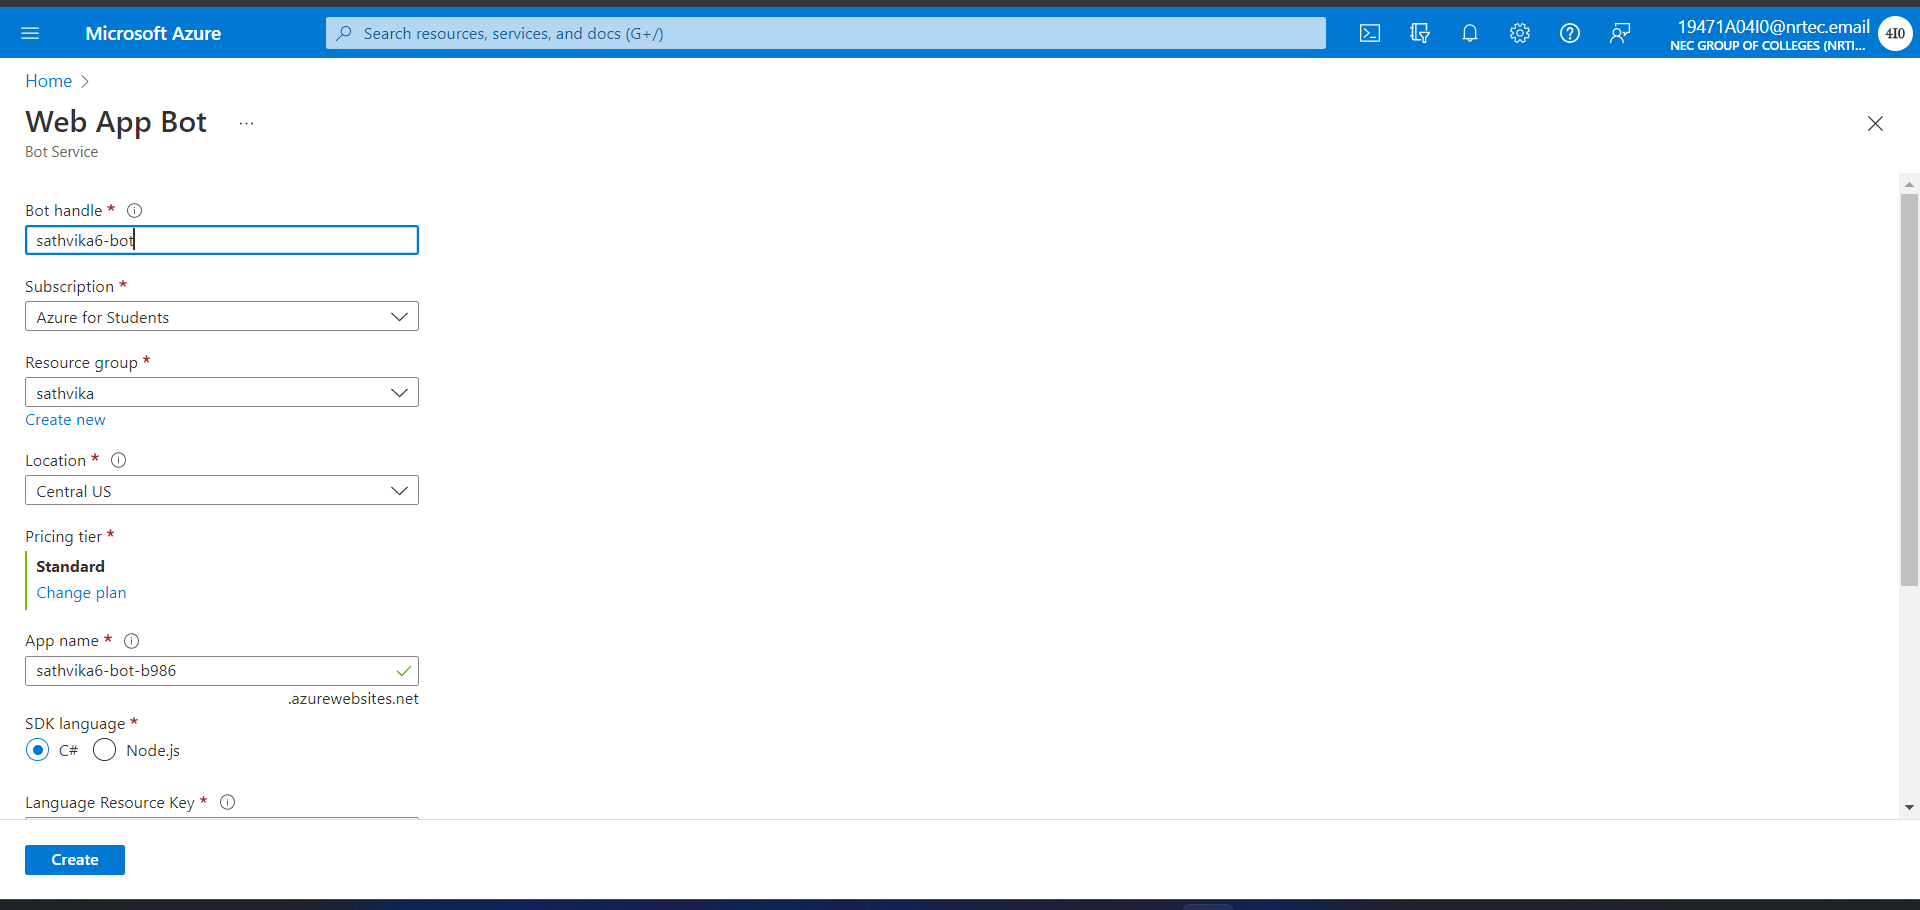 Microsoft Azure
Search resources, services, and docs (G+/)
19471A04I0@nrtec.email
NEC GROUP OF COLLEGES (NRTI...
4I0
Home
Web App Bot ...
Bot Service
Bot handle *
sathvika6-bot
Subscription *
Azure for Students
Resource group *
sathvika
Create new
Location *
Central US
Pricing tier *
Standard
Change plan
App name *
sathvika6-bot-b986
.azurewebsites.net
SDK language *
C# Node.js
Language Resource Key *
Create